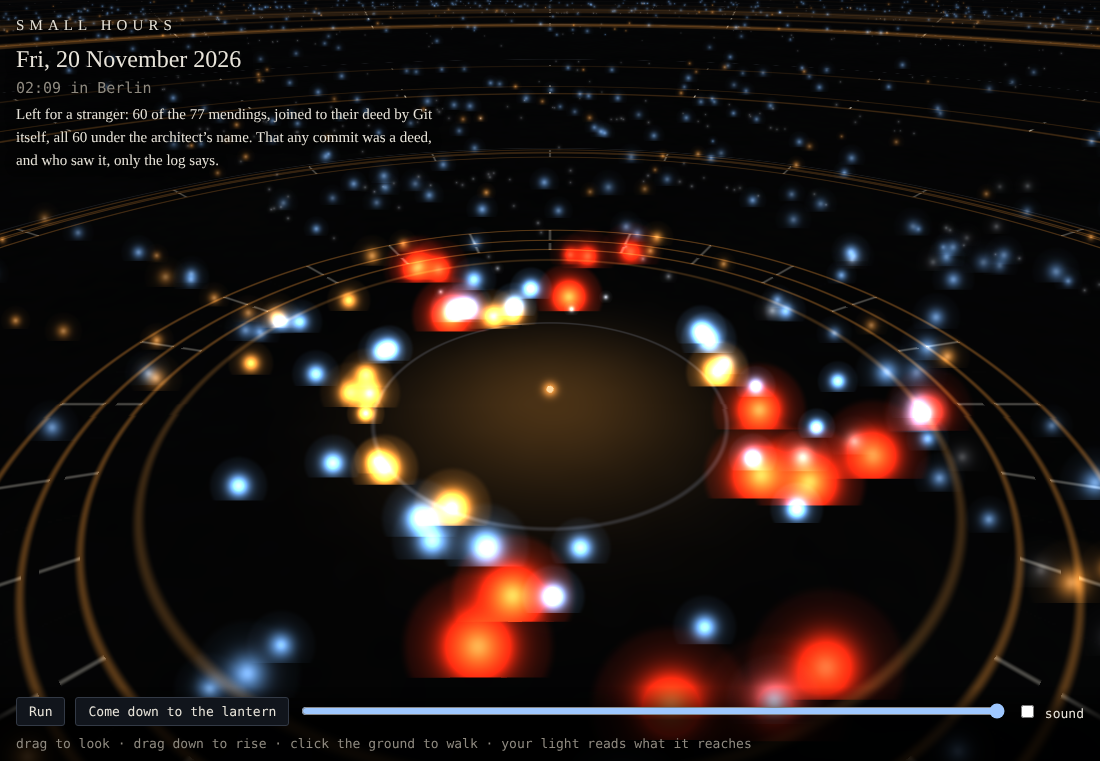 SMALL HOURS
Fri, 20 November 2026
02:09 in Berlin
Left for a stranger: 60 of the 77 mendings, joined to their deed by Git
itself, all 60 under the architect’s name. That any commit was a deed,
and who saw it, only the log says.
Run Come down to the lantern sound
drag to look · drag down to rise · click the ground to walk · your light reads what it reaches